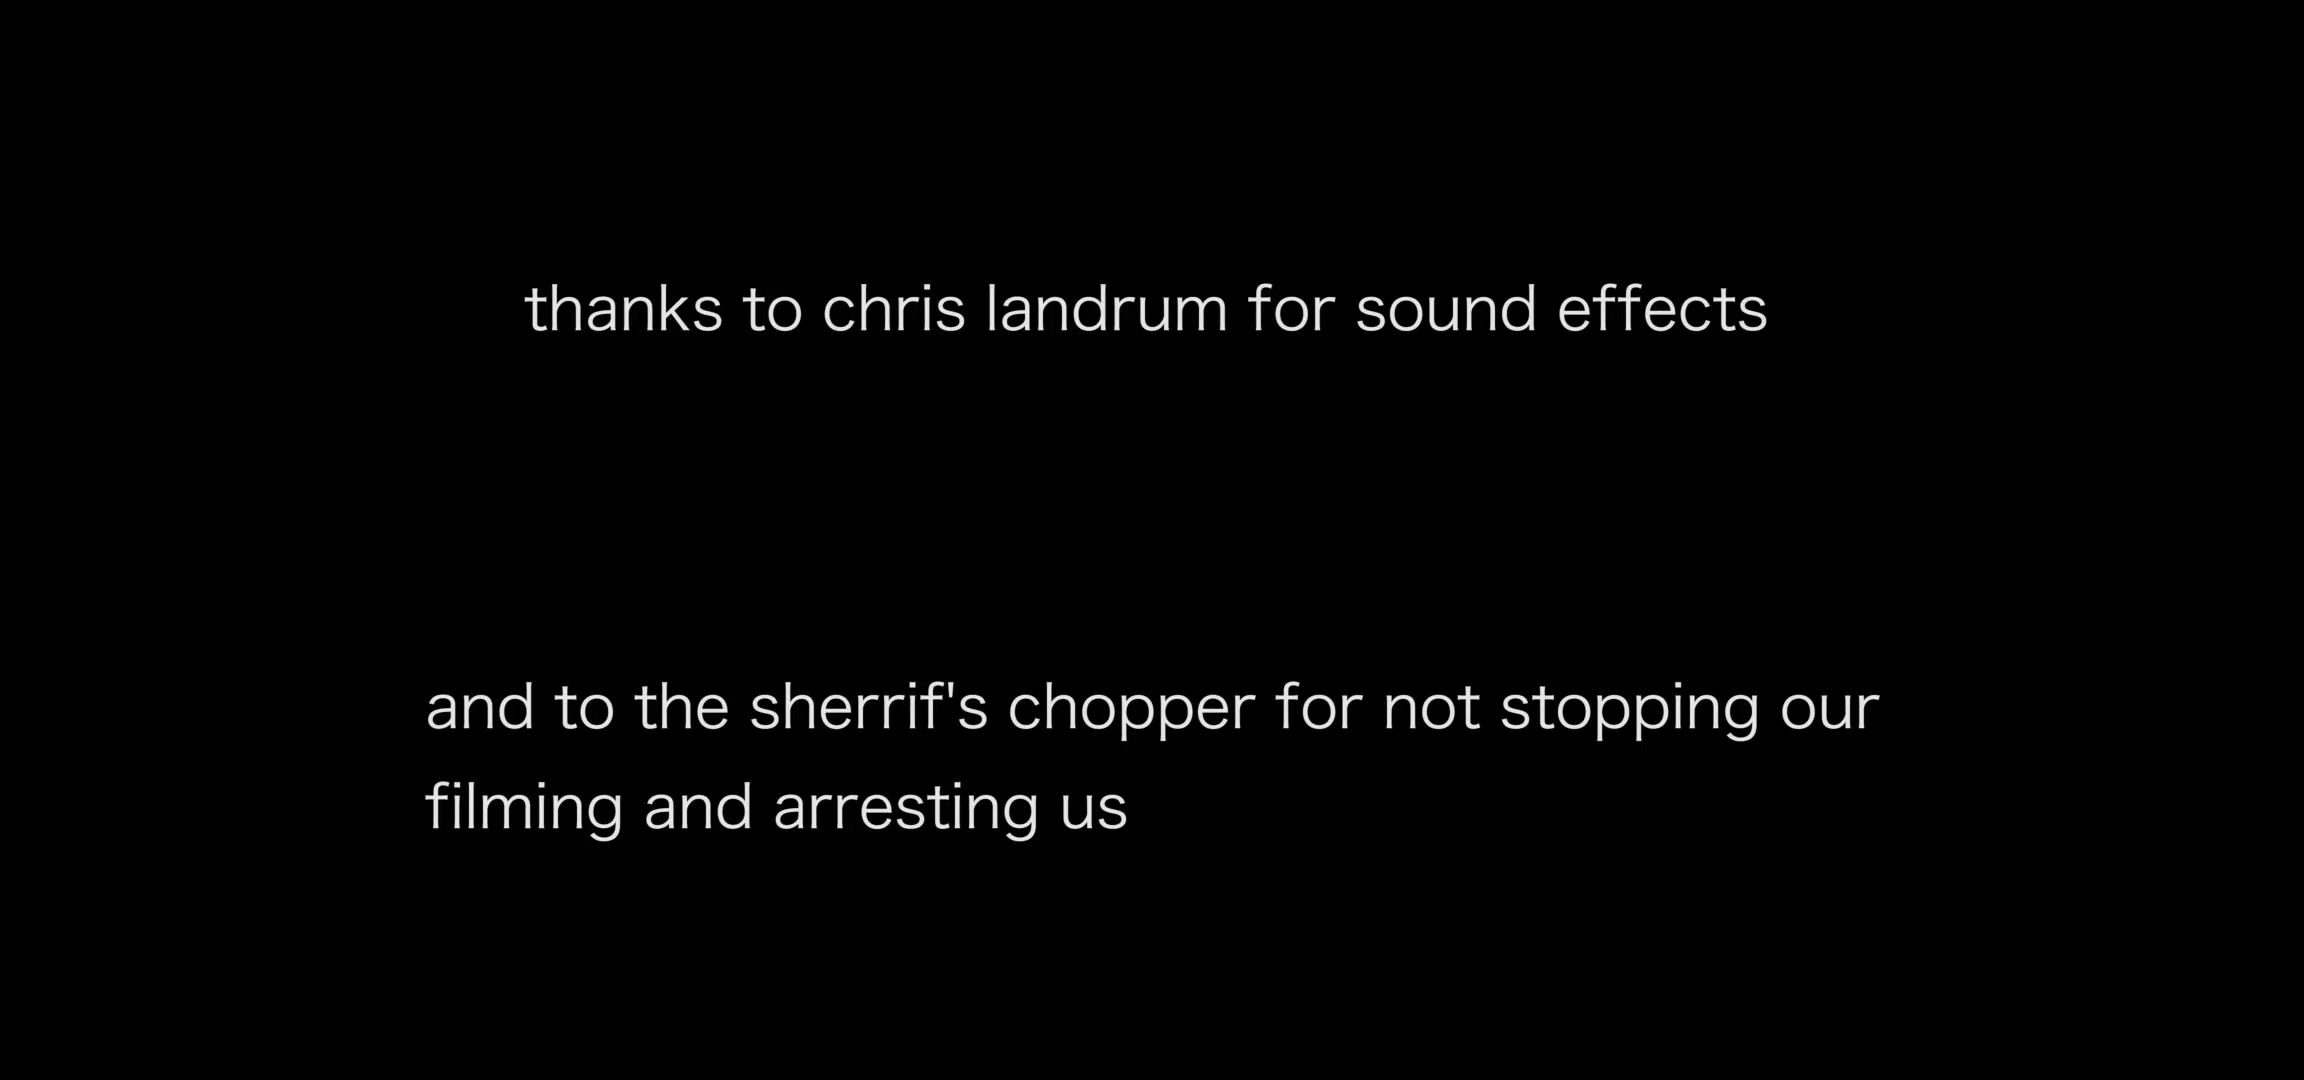 thanks to chris landrum for sound effects
and to the sherrif's chopper for not stopping our
filming and arresting us